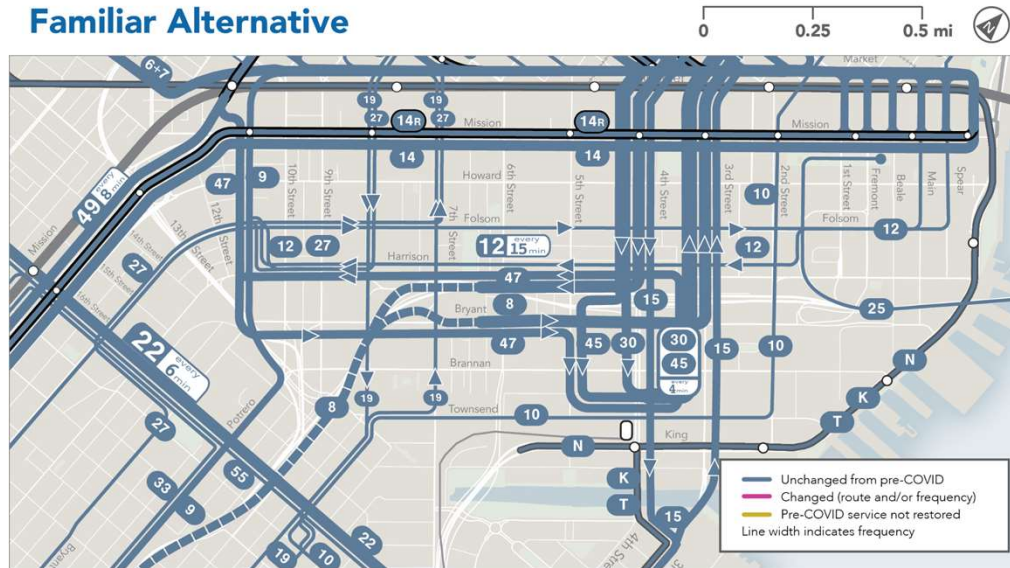 Familiar Alternative
0 0.25 0.5 mi
Market
6+7
19 19
27 27
14R 14R
Mission Mission
14 14
49 every 8 min
47 9
10th Street
9th Street
6th Street
5th Street
4th Street
3rd Street
2nd Street
1st Street
Fremont
Beale
Main
Spear
Howard
10
7th Street
Mission
12th Street
13th Street
14th Street
15th Street
16th Street
Folsom Folsom
27
12 27
12 every 15 min
12
12
Harrison
47
8
15
25
Bryant
47
45 30
30
45
every 4 min
15
10
22 every 6 min
Brannan
N
K
T
8
19 19
Townsend
10
Potrero
27
N
King
K
T
55
33
9
15
22
19
10
4th Stre
3r
Bryan
Unchanged from pre-COVID
Changed (route and/or frequency)
Pre-COVID service not restored
Line width indicates frequency